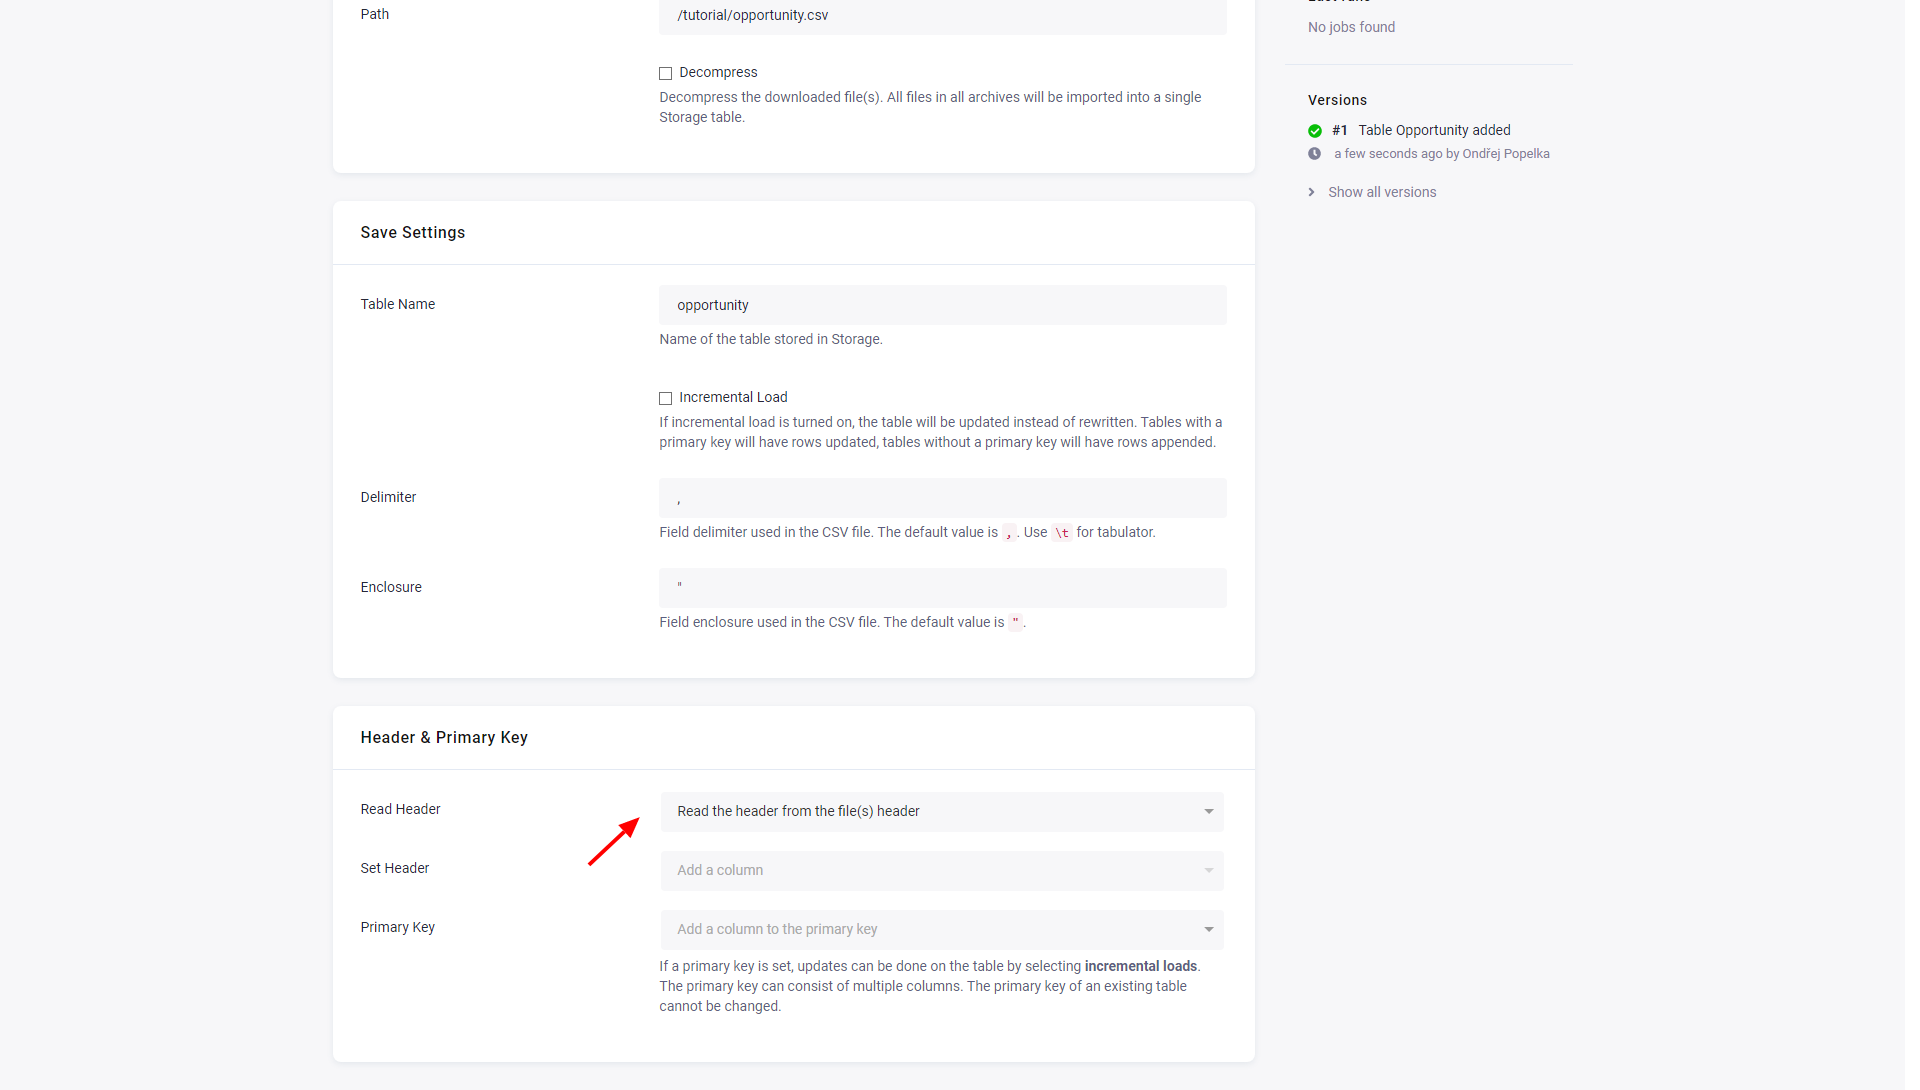 Path
/tutorial/opportunity.csv
Decompress
Decompress the downloaded file(s). All files in all archives will be imported into a single
Storage table.
Save Settings
Table Name
opportunity
Name of the table stored in Storage.
Incremental Load
If incremental load is turned on, the table will be updated instead of rewritten. Tables with a
primary key will have rows updated, tables without a primary key will have rows appended.
Delimiter
,
Field delimiter used in the CSV file. The default value is , . Use \t for tabulator.
Enclosure
"
Field enclosure used in the CSV file. The default value is " .
Header & Primary Key
Read Header
Read the header from the file(s) header
Set Header
Add a column
Primary Key
Add a column to the primary key
If a primary key is set, updates can be done on the table by selecting incremental loads.
The primary key can consist of multiple columns. The primary key of an existing table
cannot be changed.
No jobs found
Versions
#1 Table Opportunity added
a few seconds ago by Ondřej Popelka
Show all versions